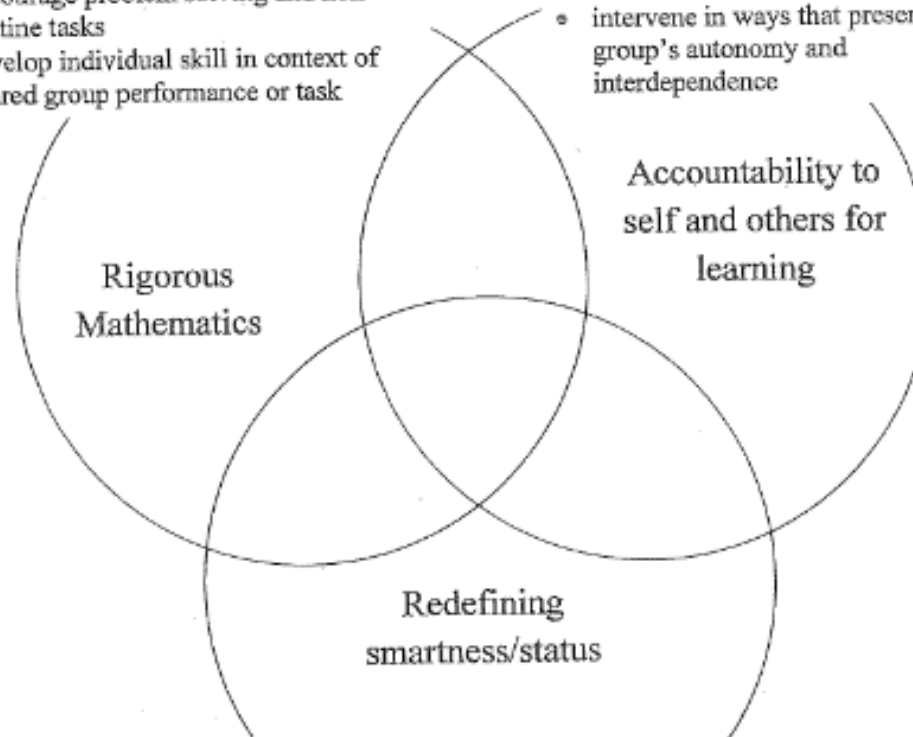 tine tasks
velop individual skill in context of
red group performance or task
• intervene in ways that preser
group's autonomy and
interdependence
Accountability to
self and others for
learning
Rigorous
Mathematics
Redefining
smartness/status